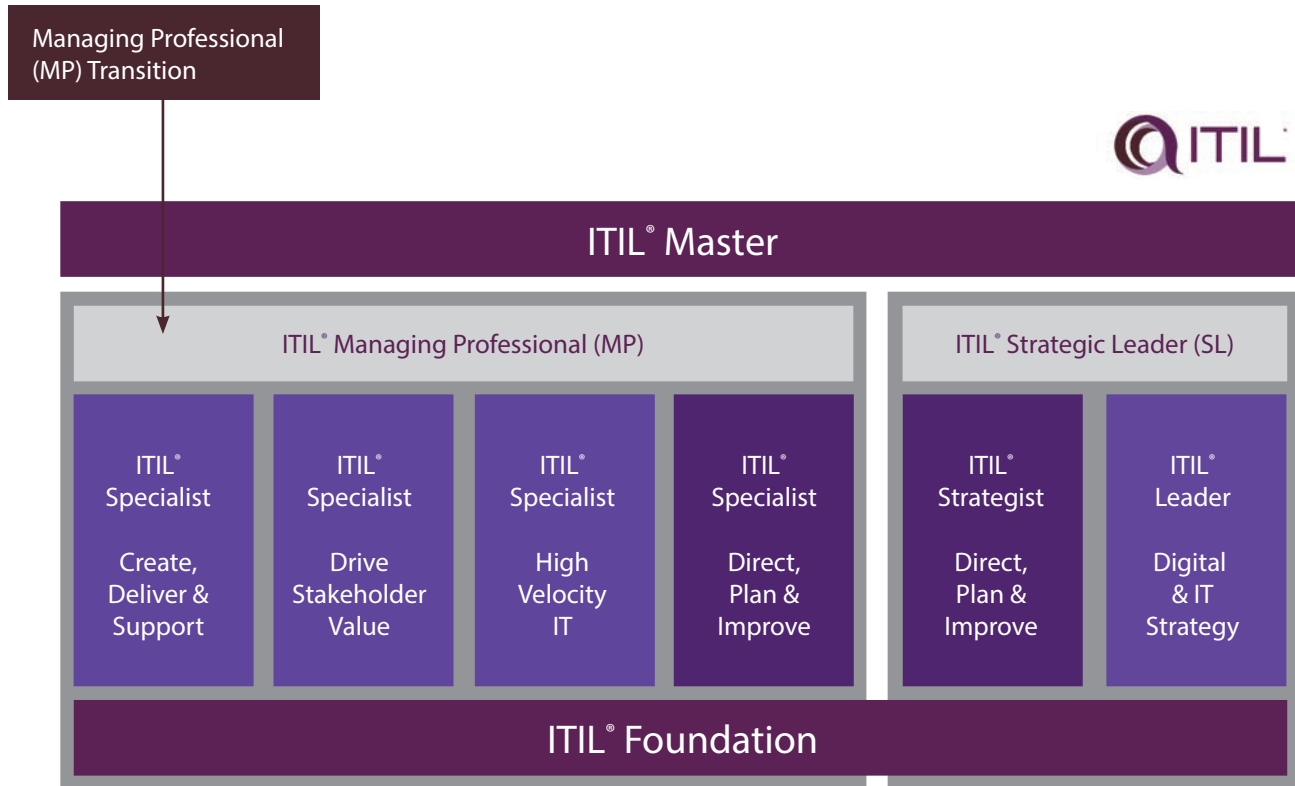 Managing Professional
(MP) Transition
ITIL®
ITIL® Master
ITIL® Managing Professional (MP)
ITIL® Strategic Leader (SL)
ITIL®
Specialist
Create,
Deliver &
Support
ITIL®
Specialist
Drive
Stakeholder
Value
ITIL®
Specialist
High
Velocity
IT
ITIL®
Specialist
Direct,
Plan &
Improve
ITIL®
Strategist
Direct,
Plan &
Improve
ITIL®
Leader
Digital
& IT
Strategy
ITIL® Foundation